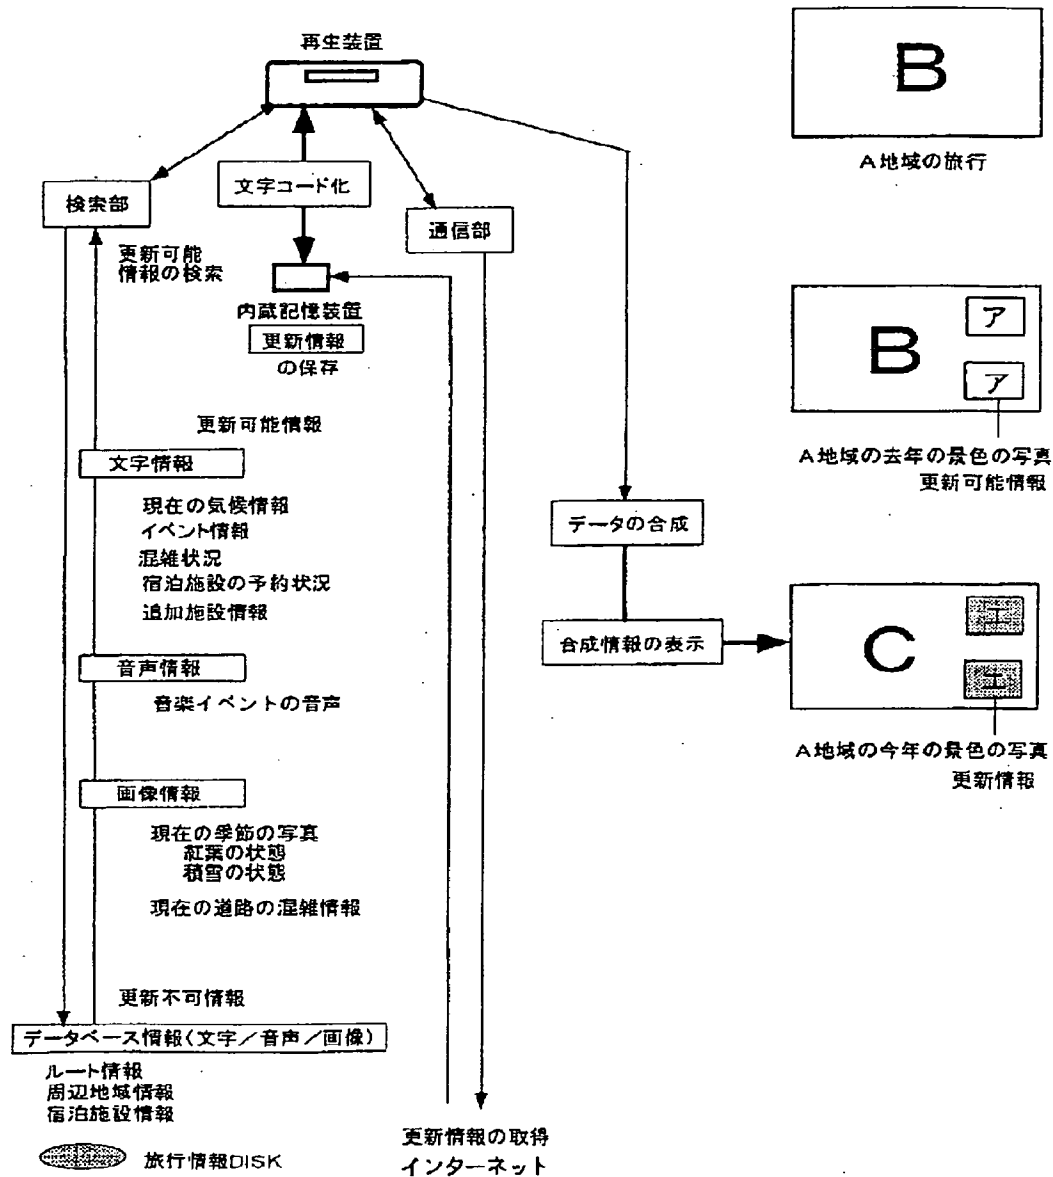 再生装置
検索部
文字コード化
通信部
更新可能
情報の検索
内蔵記憶装置
更新情報
の保存
更新可能情報
文字情報
現在の気候情報
イベント情報
混雑状況
宿泊施設の予約状況
追加施設情報
音声情報
音楽イベントの音声
画像情報
現在の季節の写真
紅葉の状態
積雪の状態
現在の道路の混雑情報
更新不可情報
データベース情報(文字/音声/画像)
ルート情報
周辺地域情報
宿泊施設情報
旅行情報DISK
更新情報の取得
インターネット
データの合成
合成情報の表示
B
A地域の旅行
B
ア
ア
A地域の去年の景色の写真
更新可能情報
C
エ
エ
A地域の今年の景色の写真
更新情報